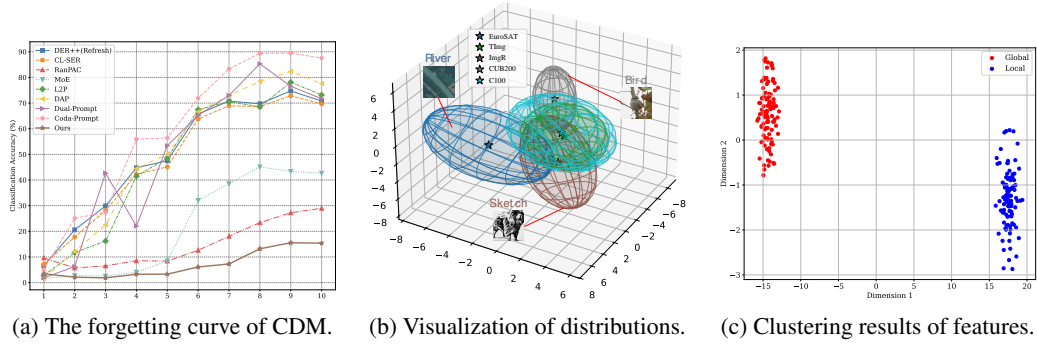 90
80
70
60
50
40
30
20
10
0
Classification Accuracy (%)
DER++(Refresh)
CL-SER
RanPAC
MoE
L2P
DAP
Dual-Prompt
Coda-Prompt
Ours
1 2 3 4 5 6 7 8 9 10
(a) The forgetting curve of CDM.
EuroSAT
TImg
ImgR
CUB200
C100
River
Bird
Sketch
6
4
2
0
−2
−4
−6
−8
−8 −6 −4 −2 0 2 4 6
−8
−6
−4
−2
0
2
4
6
8
(b) Visualization of distributions.
Global
Local
2
1
0
−1
−2
−3
Dimension 2
−15 −10 −5 0 5 10 15 20
Dimension 1
(c) Clustering results of features.